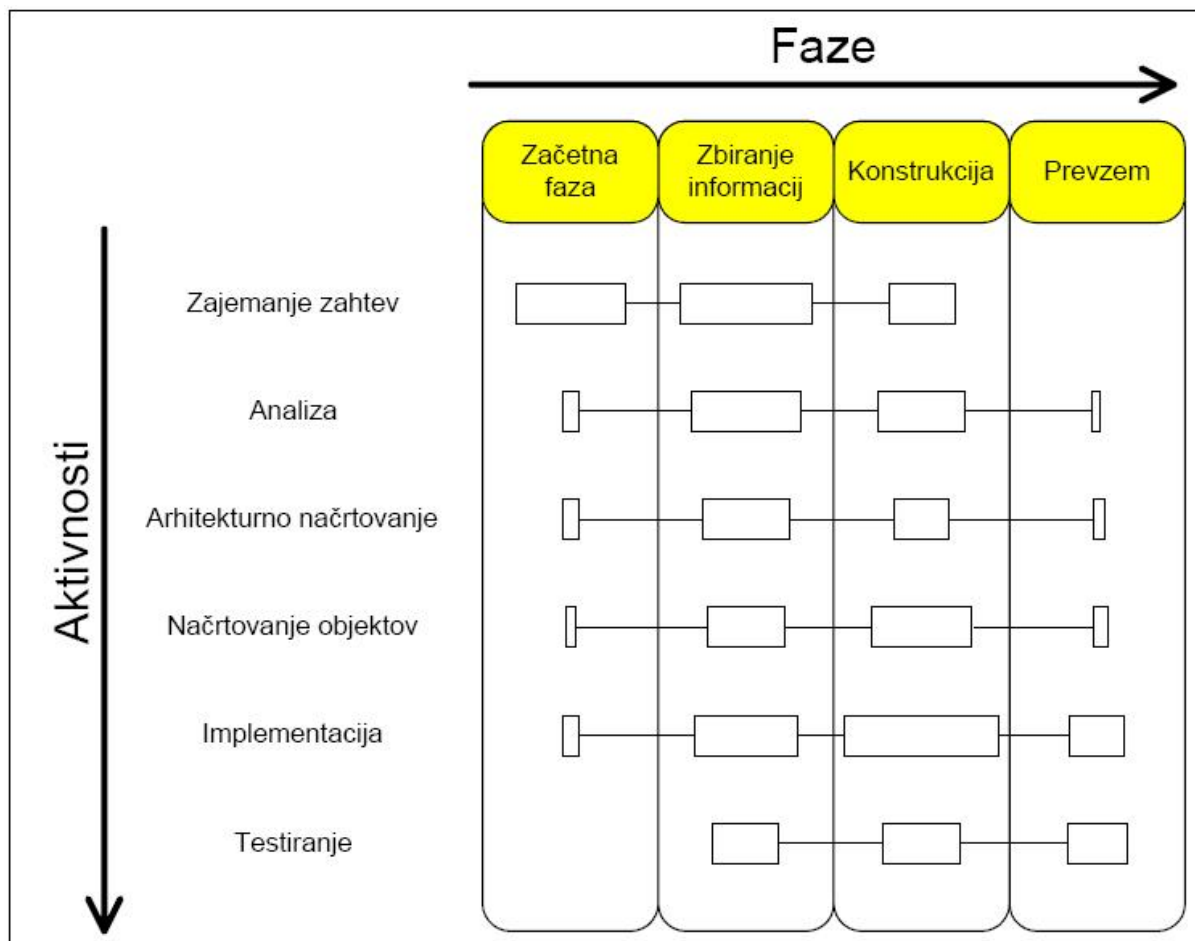 Faze
Začetna
faza
Zbiranje
informacij
Konstrukcija
Prevzem
Aktivnosti
Zajemanje zahtev
Analiza
Arhitekturno načrtovanje
Načrtovanje objektov
Implementacija
Testiranje